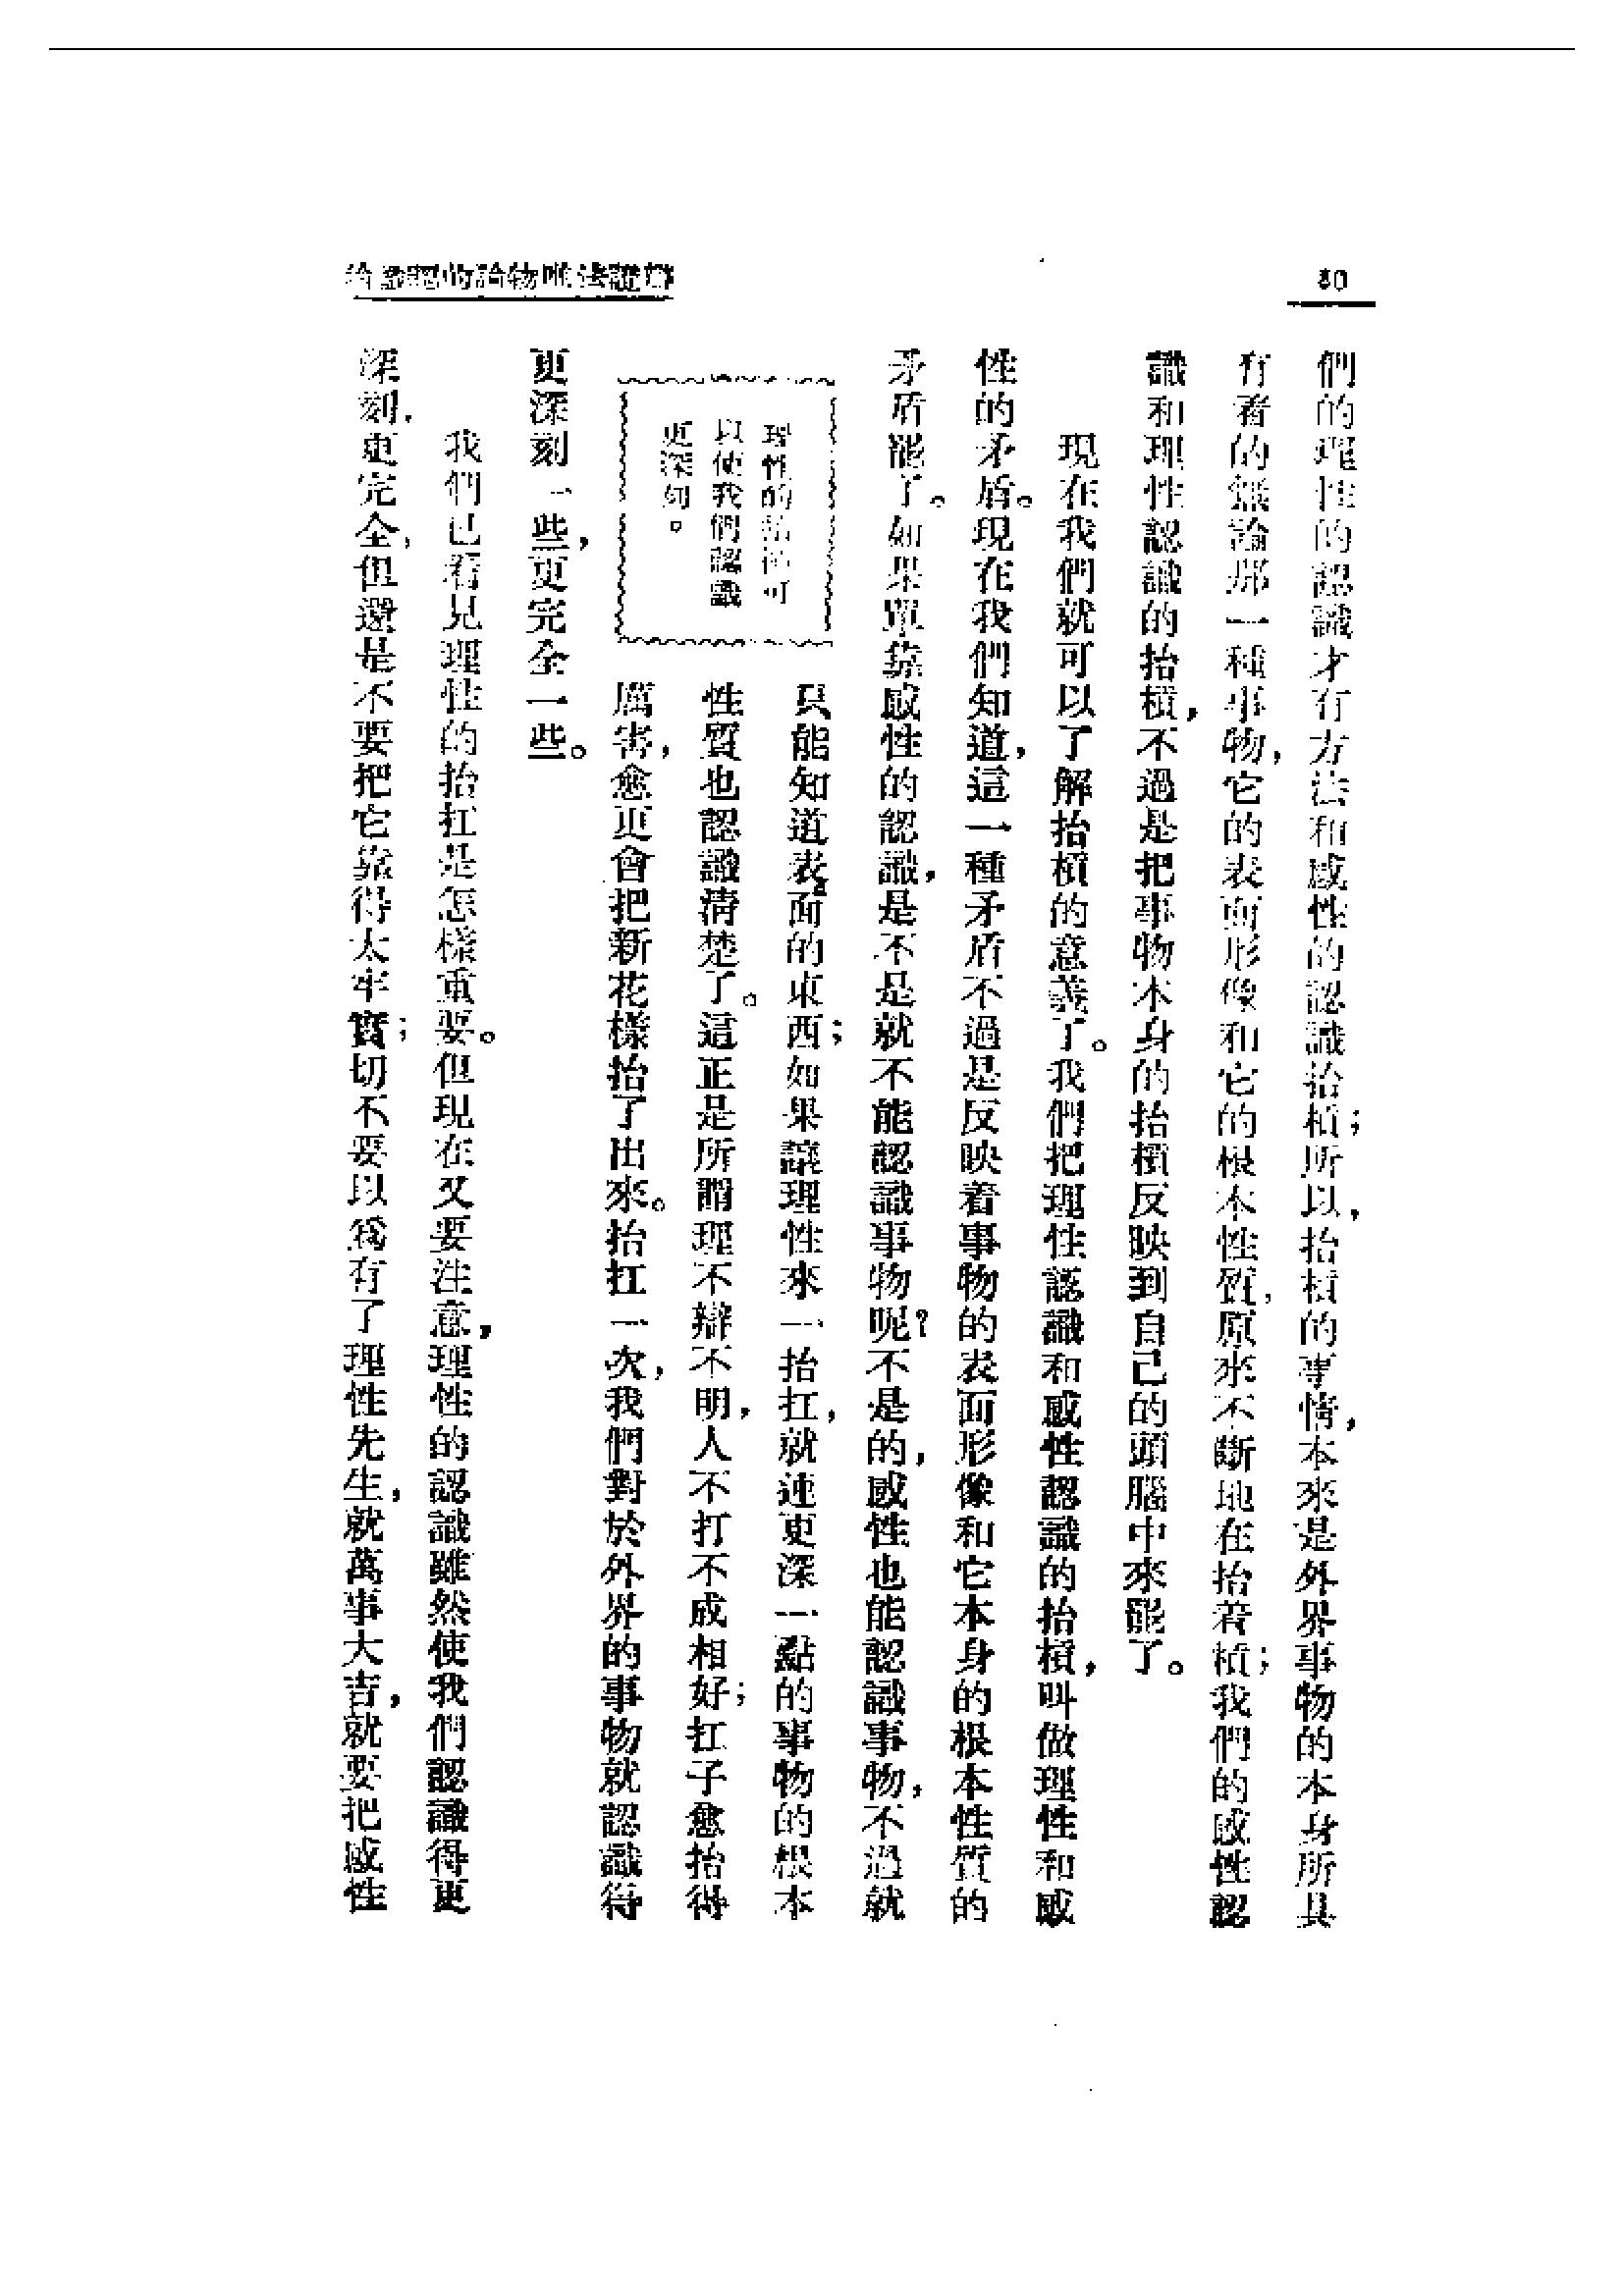 80
辯證法唯物論的認識論
們的理性的認識才有方法和感性的認識抬槓；所以，抬槓的事情，本來是外界事物的本身所具
有着的，無論那一種事物，它的表面形像和它的根本性質，原來不斷地在抬着槓；我們的感性認
識和理性認識的抬槓，不過是把事物本身的抬槓反映到自己的頭腦中來罷了。
現在我們就可以了解抬槓的意義了。我們把理性認識和感性認識的抬槓，叫做理性和感
性的矛盾。現在我們知道，這一種矛盾不過是反映着事物的表面形像和它本身的根本性質的
矛盾罷了。如果單靠感性的認識，是不是就不能認識事物呢？不是的，感性也能認識事物，不過就
只能知道表面的東西；如果讓理性來一抬扛，就連更深一點的事物的根本
性質也認識清楚了。這正是所謂理不辯不明，人不打不成相好；扛子愈抬得
厲害，愈更會把新花樣抬了出來。抬扛一次，我們對於外界的事物就認識得
理性的抬槓可
以使我們認識
更深刻。
更深刻一些，更完全一些。
我們已看見理性的抬扛是怎樣重要。但現在又要注意，理性的認識雖然使我們認識得更
深刻，更完全，但還是不要把它靠得太牢實；切不要以爲有了理性先生，就萬事大吉，就要把感性